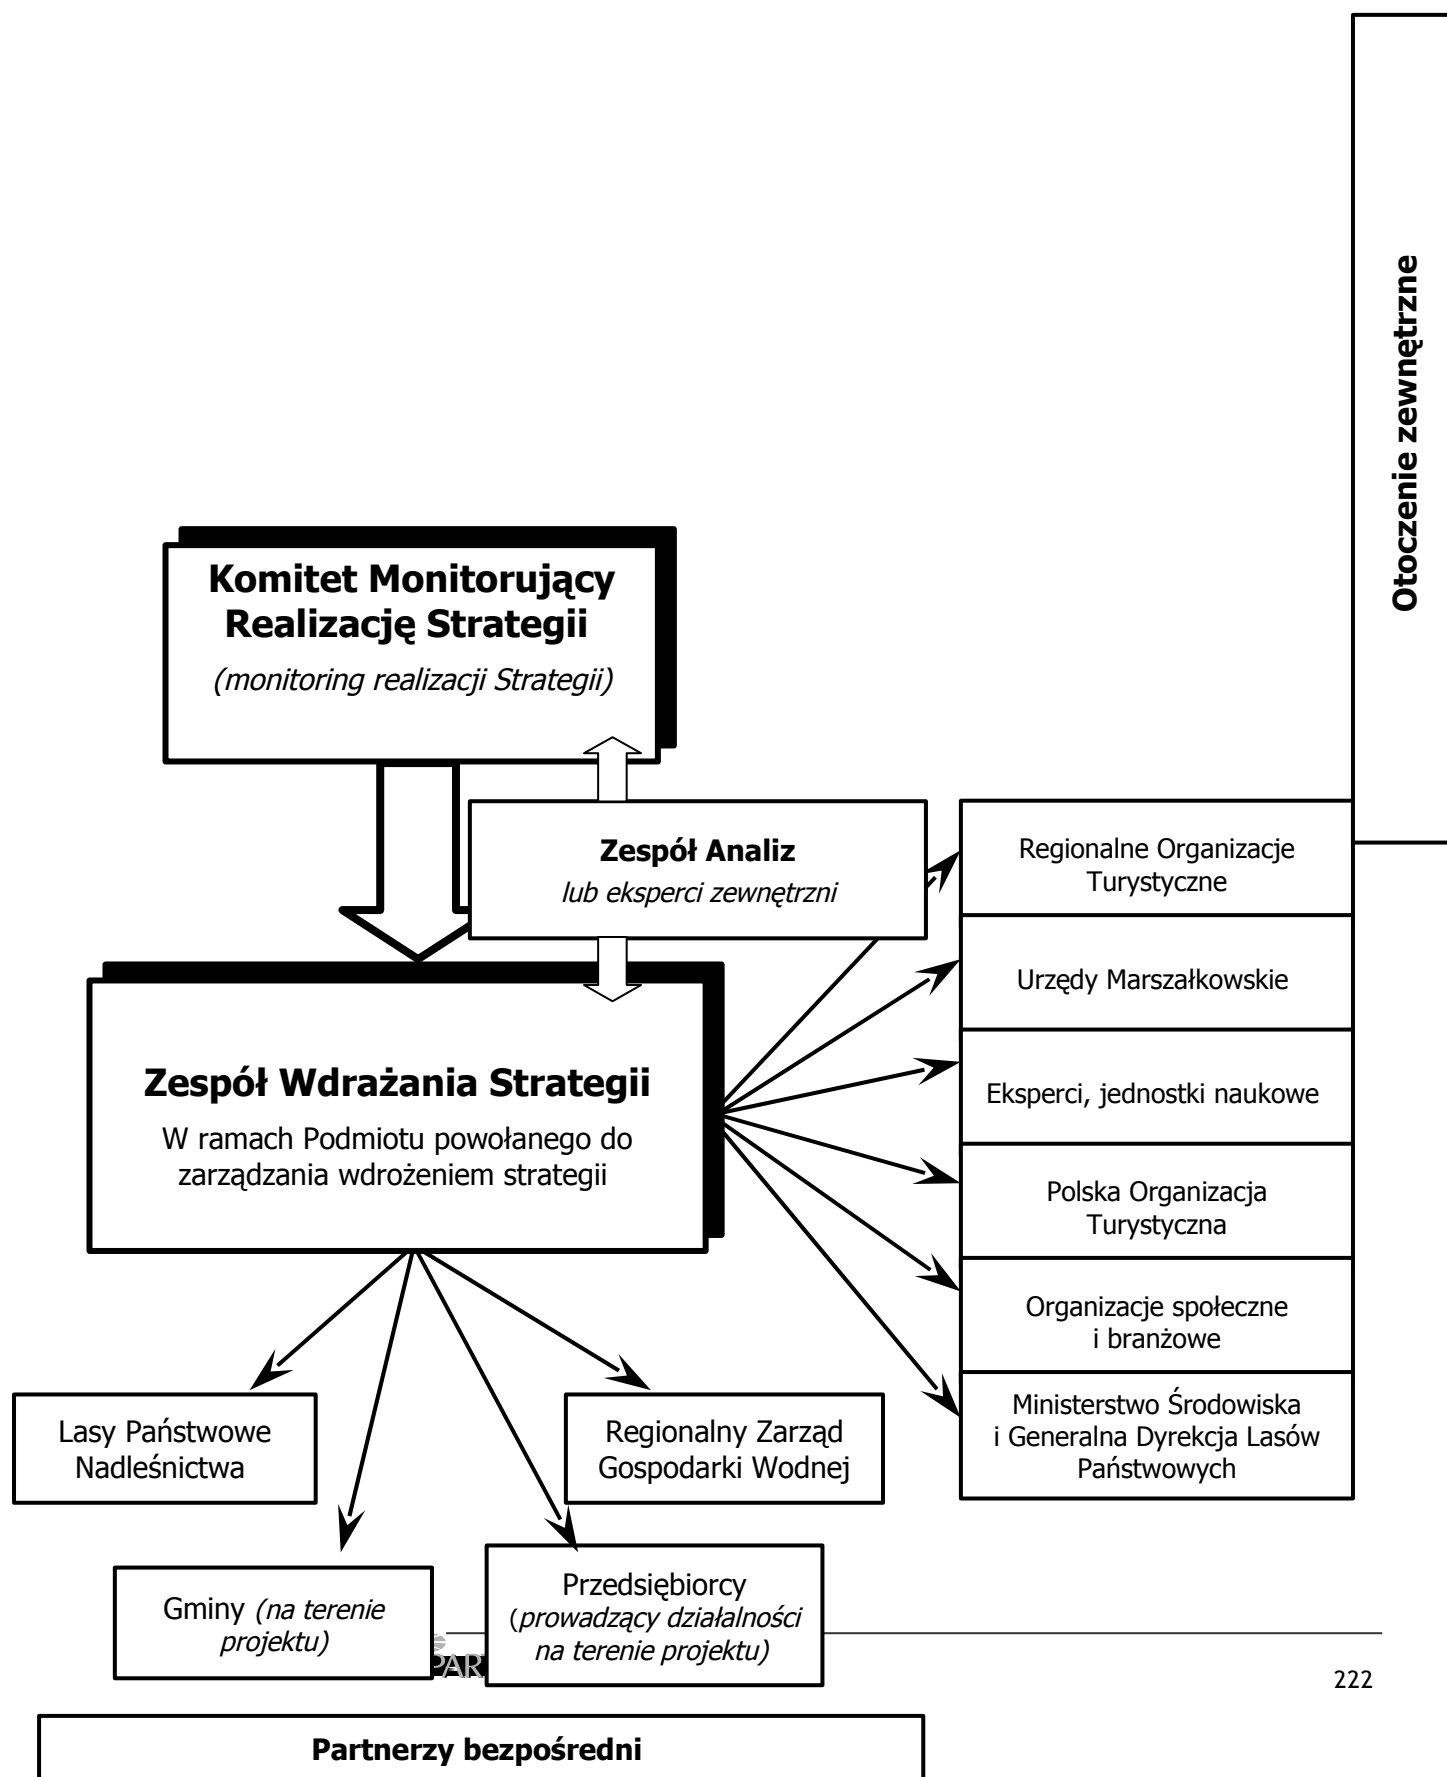 Otoczenie zewnętrzne
Komitet Monitorujący
Realizację Strategii
(monitoring realizacji Strategii)
Zespół Analiz
lub eksperci zewnętrzni
Zespół Wdrażania Strategii
W ramach Podmiotu powołanego do
zarządzania wdrożeniem strategii
Regionalne Organizacje
Turystyczne
Urzędy Marszałkowskie
Eksperci, jednostki naukowe
Polska Organizacja
Turystyczna
Organizacje społeczne
i branżowe
Ministerstwo Środowiska
i Generalna Dyrekcja Lasów
Państwowych
Lasy Państwowe
Nadleśnictwa
Regionalny Zarząd
Gospodarki Wodnej
Gminy (na terenie
projektu)
Przedsiębiorcy
(prowadzący działalności
na terenie projektu)
PAR
222
Partnerzy bezpośredni